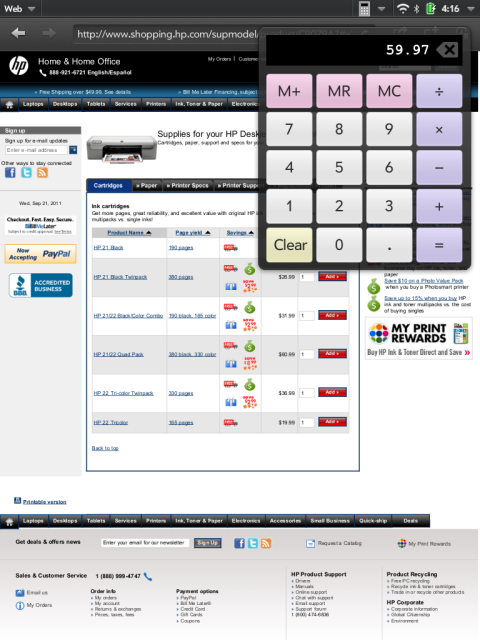 Web
4:16
http://www.shopping.hp.com/supmodel
59.97
M+ MR MC ÷
7 8 9 ×
4 5 6 −
1 2 3 +
Clear 0 . =
hp
Home & Home Office
888-921-6721 English/Español
My Orders | Custome
» Free Shipping over $49.99. See details
» Bill Me Later Financing, subject
Laptops Desktops Tablets Services Printers Ink, Toner & Paper Electronics
Sign up
Sign up for e-mail updates
Enter e-mail address
Other ways to stay connected
Wed, Sep 21, 2011
Checkout. Fast. Easy. Secure.
BillMeLater
Subject to credit approval. See terms
Now Accepting PayPal
BBB ACCREDITED BUSINESS
Supplies for your HP Deskj
Cartridges, paper, support and specs for your
Cartridges » Paper » Printer Specs » Printer Suppo
Ink cartridges
Get more pages, great reliability, and excellent value with original HP in
multipacks vs. single inks!
Product Name Page yield Savings
HP 21 Black 190 pages
HP 21 Black Twinpack 380 pages 1 Add »
HP 21/22 Black/Color Combo 190 black, 165 color $31.99 1 Add »
HP 21/22 Quad Pack 380 black, 330 color $60.99 1 Add »
HP 22 Tri-color Twinpack 330 pages $36.99 1 Add »
HP 22 Tricolor 165 pages $19.99 1 Add »
Back to top
paper
Save $10 on a Photo Value Pack
when you buy a Photosmart printer
Save up to 15% when you buy HP
ink and toner multipacks vs. the cost
of buying singles
MY PRINT
REWARDS
Buy HP Ink & Toner Direct and Save »
Printable version
Laptops Desktops Tablets Services Printers Ink, Toner & Paper Electronics Accessories Small Business Quick-ship Deals
Get deals & offers news
Enter your email for our newsletter
Sign Up
Request a Catalog
My Print Rewards
Sales & Customer Service 1 (888) 999-4747
Email us
My Orders
Order info
» My orders
» My account
» Returns & exchanges
» Prices, taxes, fees
Payment options
» PayPal
» Bill Me Later®
» Credit Card
» Gift Cards
» Coupons
HP Product Support
» Drivers
» Manuals
» Online support
» Chat with support
» Email support
» Support forum
1 (800) 474-6836
Product Recycling
» Free PC recycling
» Recycle ink & toner cartridges
» Trade in or recycle other products
HP Corporate
» Corporate information
» Global Citizenship
» Environment